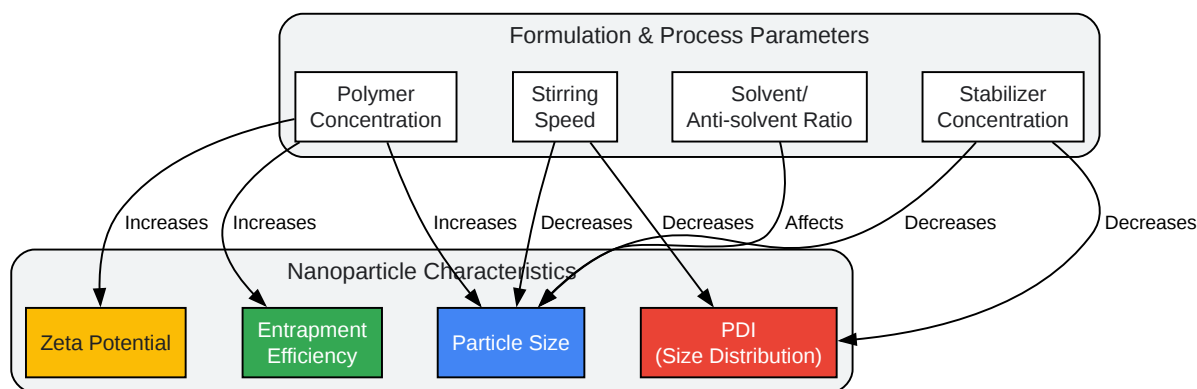 Formulation & Process Parameters
Polymer
Concentration
Stirring
Speed
Solvent/
Anti-solvent Ratio
Stabilizer
Concentration
Increases
Increases
Increases
Decreases
Decreases
Affects
Decreases
Decreases
Nanoparticle Characteristics
Zeta Potential
Entrapment
Efficiency
Particle Size
PDI
(Size Distribution)